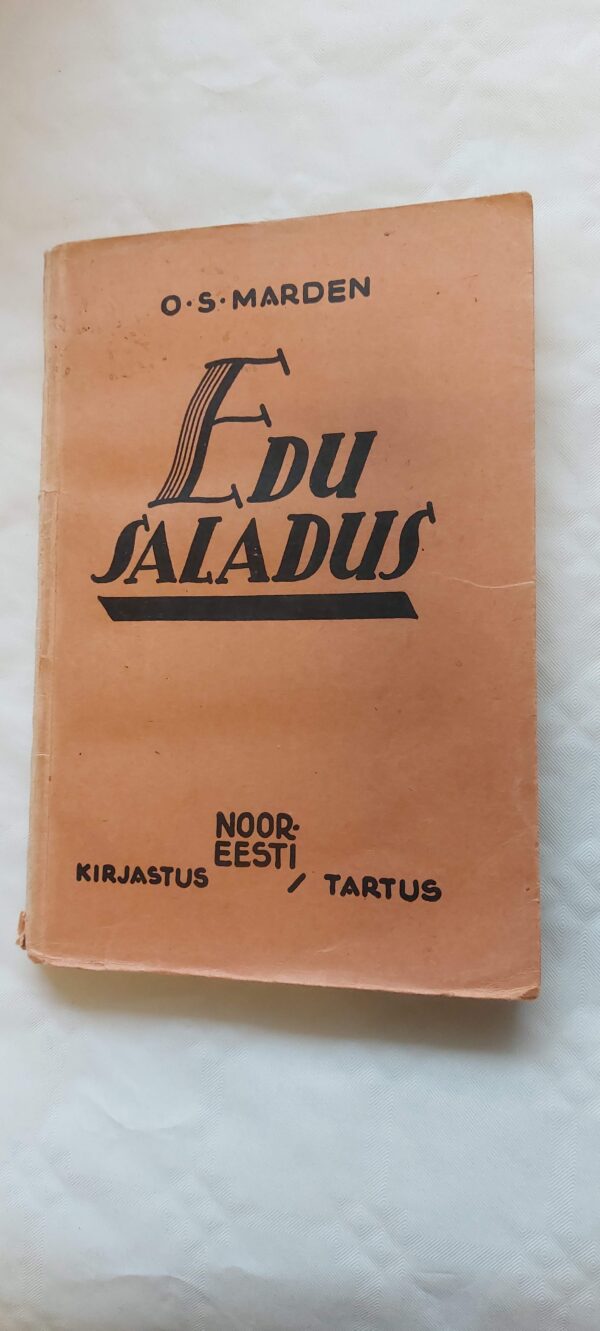 O·S·MARDEN
EDU
SALADUS
KIRJASTUS NOOR-
EESTI / TARTUS